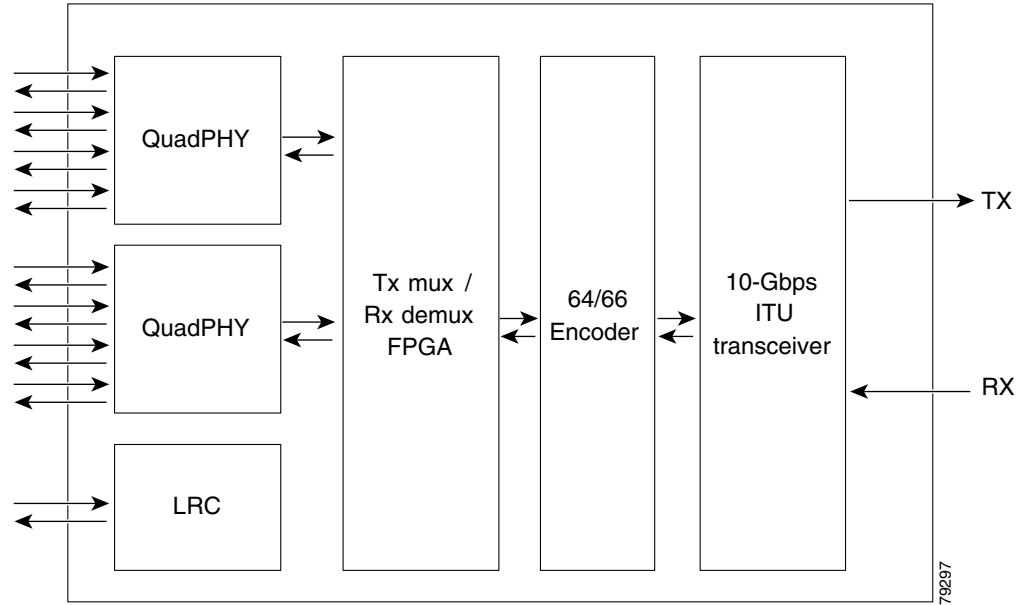 QuadPHY
TX
QuadPHY
Tx mux /
Rx demux
FPGA
64/66
Encoder
10-Gbps
ITU
transceiver
RX
LRC
79297